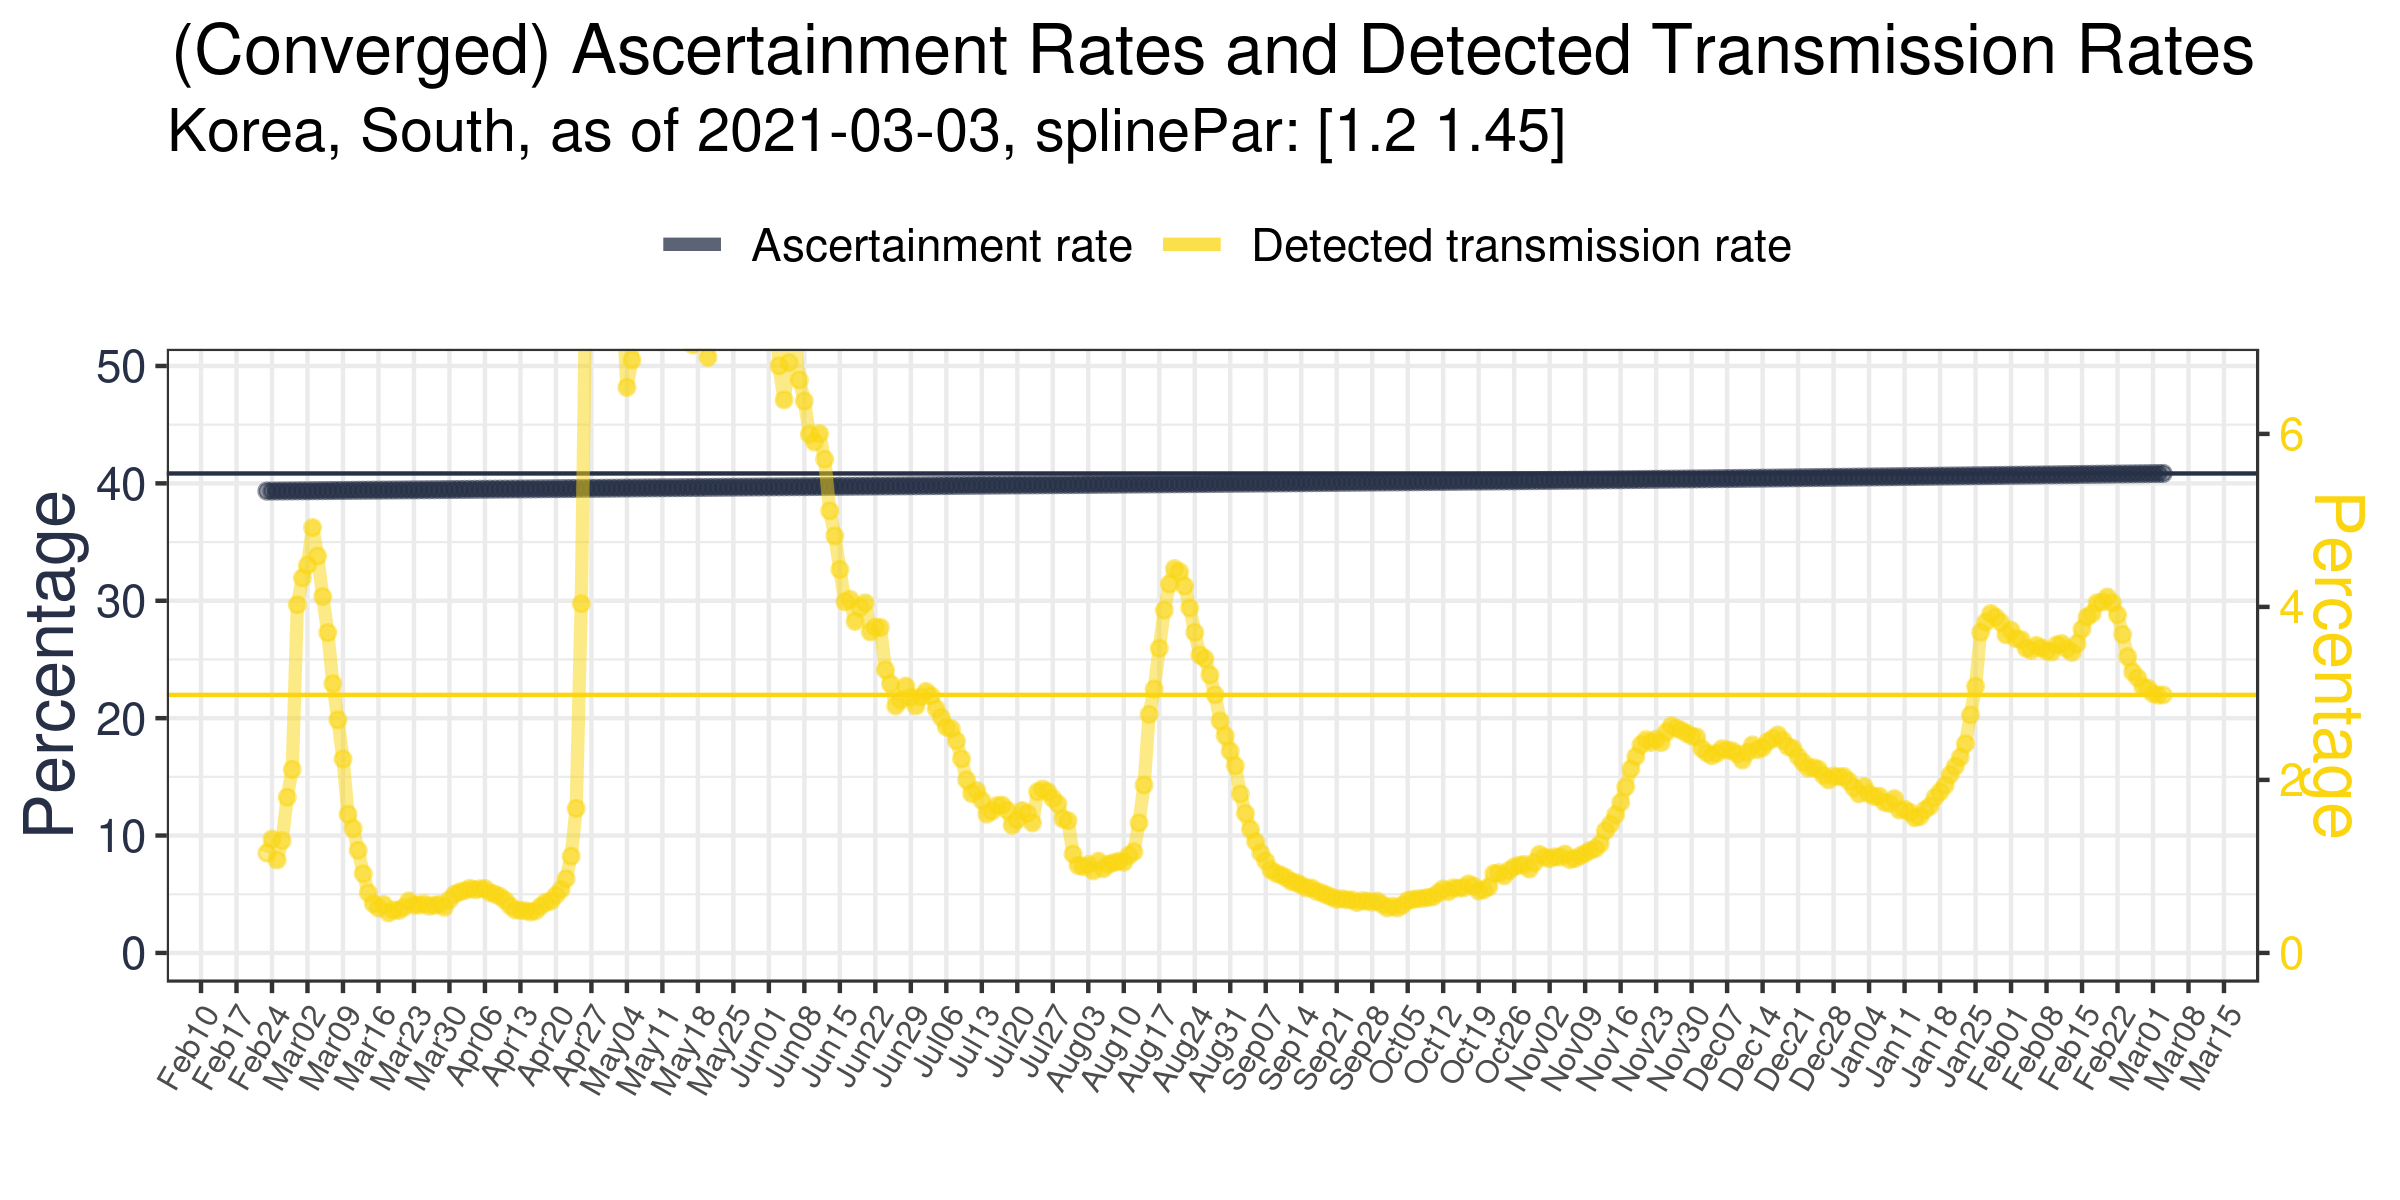 (Converged) Ascertainment Rates and Detected Transmission Rates
Korea, South, as of 2021-03-03, splinePar: [1.2 1.45]
Ascertainment rate
Detected transmission rate
Percentage
50
40
30
20
10
0
6
4
2
0
Percentage
Feb10
Feb17
Feb24
Mar02
Mar09
Mar16
Mar23
Mar30
Apr06
Apr13
Apr20
Apr27
May04
May11
May18
May25
Jun01
Jun08
Jun15
Jun22
Jun29
Jul06
Jul13
Jul20
Jul27
Aug03
Aug10
Aug17
Aug24
Aug31
Sep07
Sep14
Sep21
Sep28
Oct05
Oct12
Oct19
Oct26
Nov02
Nov09
Nov16
Nov23
Nov30
Dec07
Dec14
Dec21
Dec28
Jan04
Jan11
Jan18
Jan25
Feb01
Feb08
Feb15
Feb22
Mar01
Mar08
Mar15